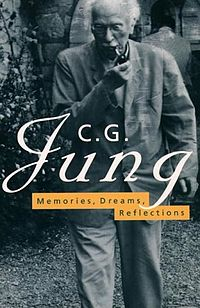 C.G.
Jung
Memories, Dreams,
Reflections